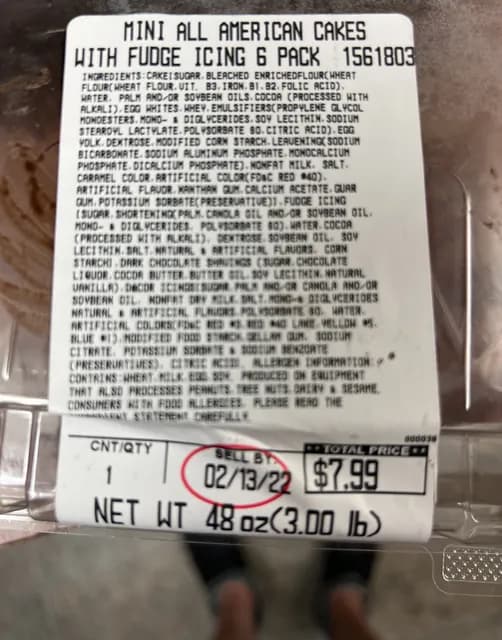 MINI ALL AMERICAN CAKES
WITH FUDGE ICING 6 PACK 1561803
INGREDIENTS:CAKE(SUGAR.BLEACHED ENRICHEDFLOUR(WHEAT
FLOUR(WHEAT FLOUR.VIT. B3.IRON.B1.B2.FOLIC ACID).
WATER. PALM AND/OR SOYBEAN OILS.COCOA (PROCESSED WITH
ALKALI).EGG WHITES.WHEY.EMULSIFIERS(PROPYLENE GLYCOL
MONOESTERS.MONO- & DIGLYCERIDES.SOY LECITHIN.SODIUM
STEAROYL LACTYLATE.POLYSORBATE 60.CITRIC ACID).EGG
YOLK.DEXTROSE.MODIFIED CORN STARCH.LEAVENING(SODIUM
BICARBONATE.SODIUM ALUMINUM PHOSPHATE.MONOCALCIUM
PHOSPHATE.DICALCIUM PHOSPHATE).NONFAT MILK. SALT.
CARAMEL COLOR.ARTIFICIAL COLOR(FD&C RED #40).
ARTIFICIAL FLAVOR.XANTHAN GUM.CALCIUM ACETATE.GUAR
GUM.POTASSIUM SORBATE(PRESERVATIVE)).FUDGE ICING
(SUGAR.SHORTENING(PALM.CANOLA OIL AND/OR SOYBEAN OIL.
MONO- & DIGLYCERIDES. POLYSORBATE 60).WATER.COCOA
(PROCESSED WITH ALKALI). DEXTROSE.SOYBEAN OIL. SOY
LECITHIN.SALT.NATURAL & ARTIFICIAL FLAVORS. CORN
STARCH).DARK CHOCOLATE SHAVINGS (SUGAR.CHOCOLATE
LIQUOR.COCOA BUTTER.BUTTER OIL.SOY LECITHIN.NATURAL
VANILLA).DECOR ICINGS(SUGAR.PALM AND/OR CANOLA AND/OR
SOYBEAN OIL. NONFAT DRY MILK.SALT.MONO-& DIGLYCERIDES
NATURAL & ARTIFICIAL FLAVORS.POLYSORBATE 60. WATER.
ARTIFICIAL COLORS(FD&C RED #3.RED #40 LAKE.YELLOW #5.
BLUE #1).MODIFIED FOOD STARCH.GELLAN GUM. SODIUM
CITRATE. POTASSIUM SORBATE & SODIUM BENZOATE
(PRESERVATIVES). CITRIC ACID). ALLERGEN INFORMATION:
CONTAINS:WHEAT.MILK.EGG.SOY. PRODUCED ON EQUIPMENT
THAT ALSO PROCESSES PEANUTS.TREE NUTS.DAIRY & SESAME.
CONSUMERS WITH FOOD ALLERGIES. PLEASE READ THE
INGREDIENT STATEMENT CAREFULLY.
CNT/QTY
1
SELL BY:
02/13/22
**TOTAL PRICE**
$7.99
NET WT 48 oz(3.00 lb)